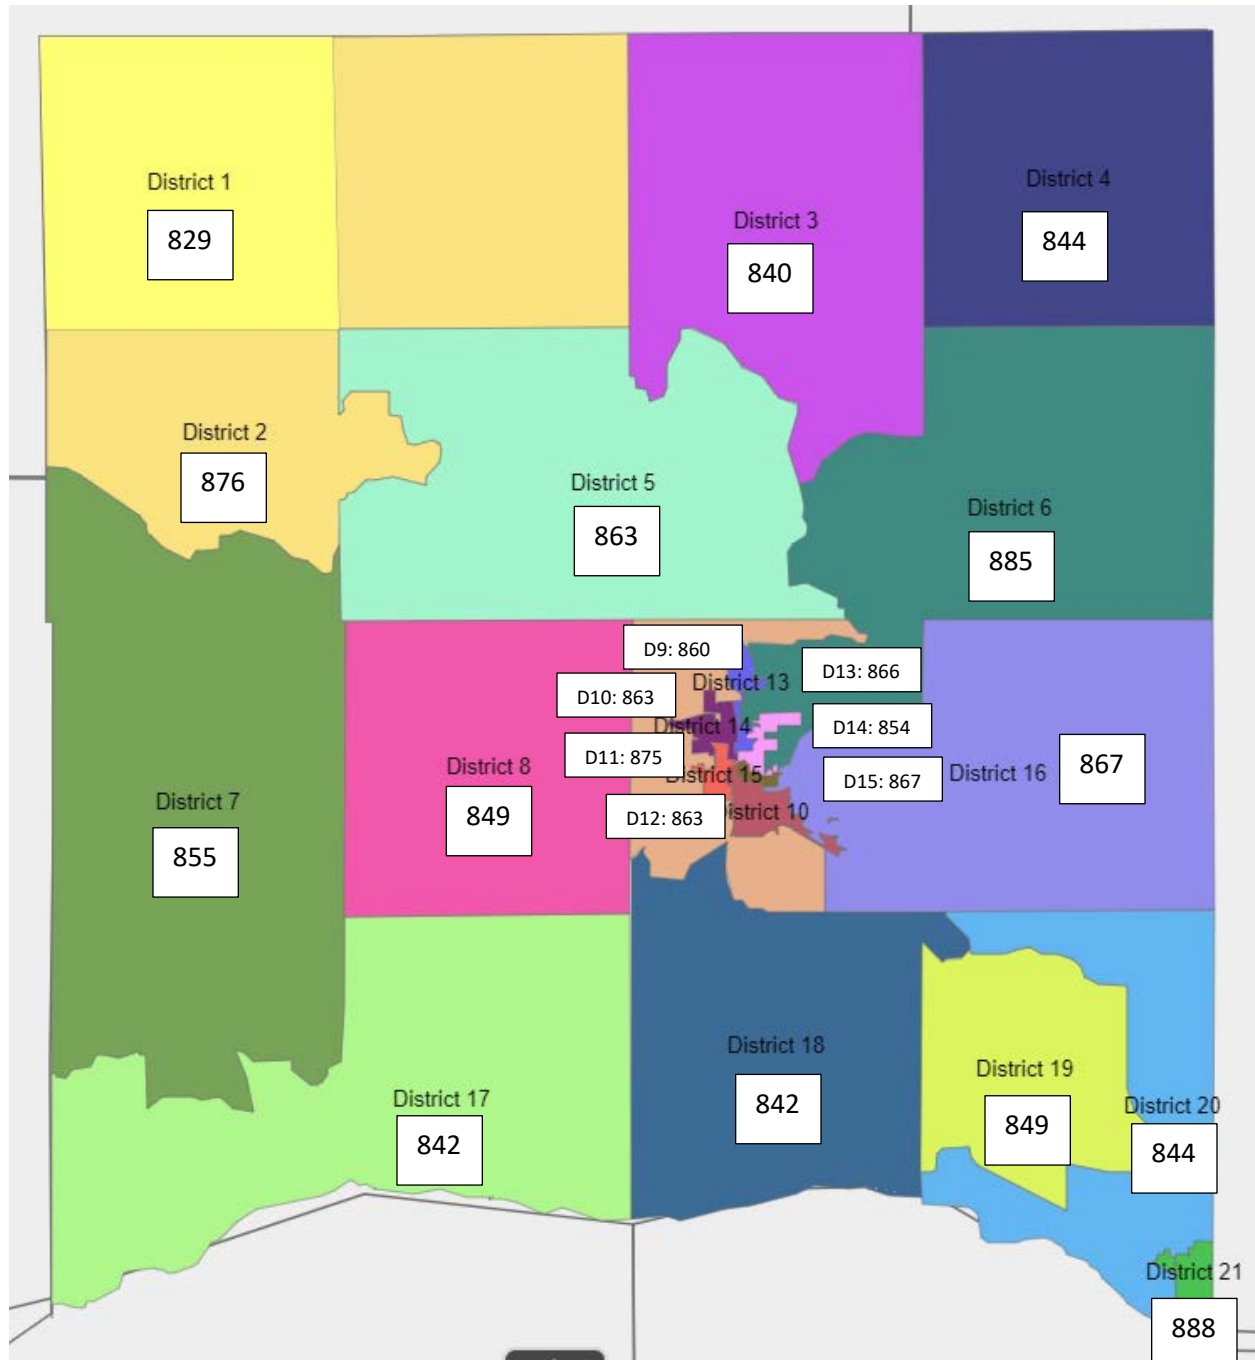 District 1
829
District 3
840
District 4
844
District 2
876
District 5
863
District 6
885
D9: 860
D13: 866
District 13
D10: 863
District 14
D14: 854
D11: 875
District 15
D15: 867
District 16
867
District 8
849
D12: 863
istrict 10
District 7
855
District 18
842
District 19
849
District 17
842
District 20
844
District 21
888